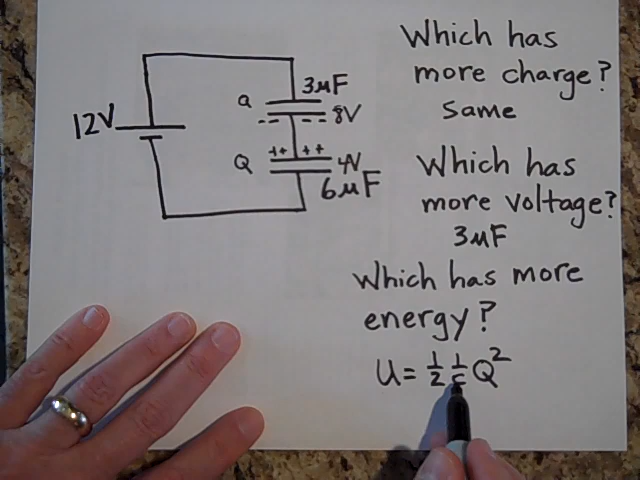 12V
a
3μF
-- -- 8V
++ ++
Q
4V
6μF
Which has
more charge?
Same
Which has
more voltage?
3μF
Which has more
energy?
U = 1/2 1/C Q²